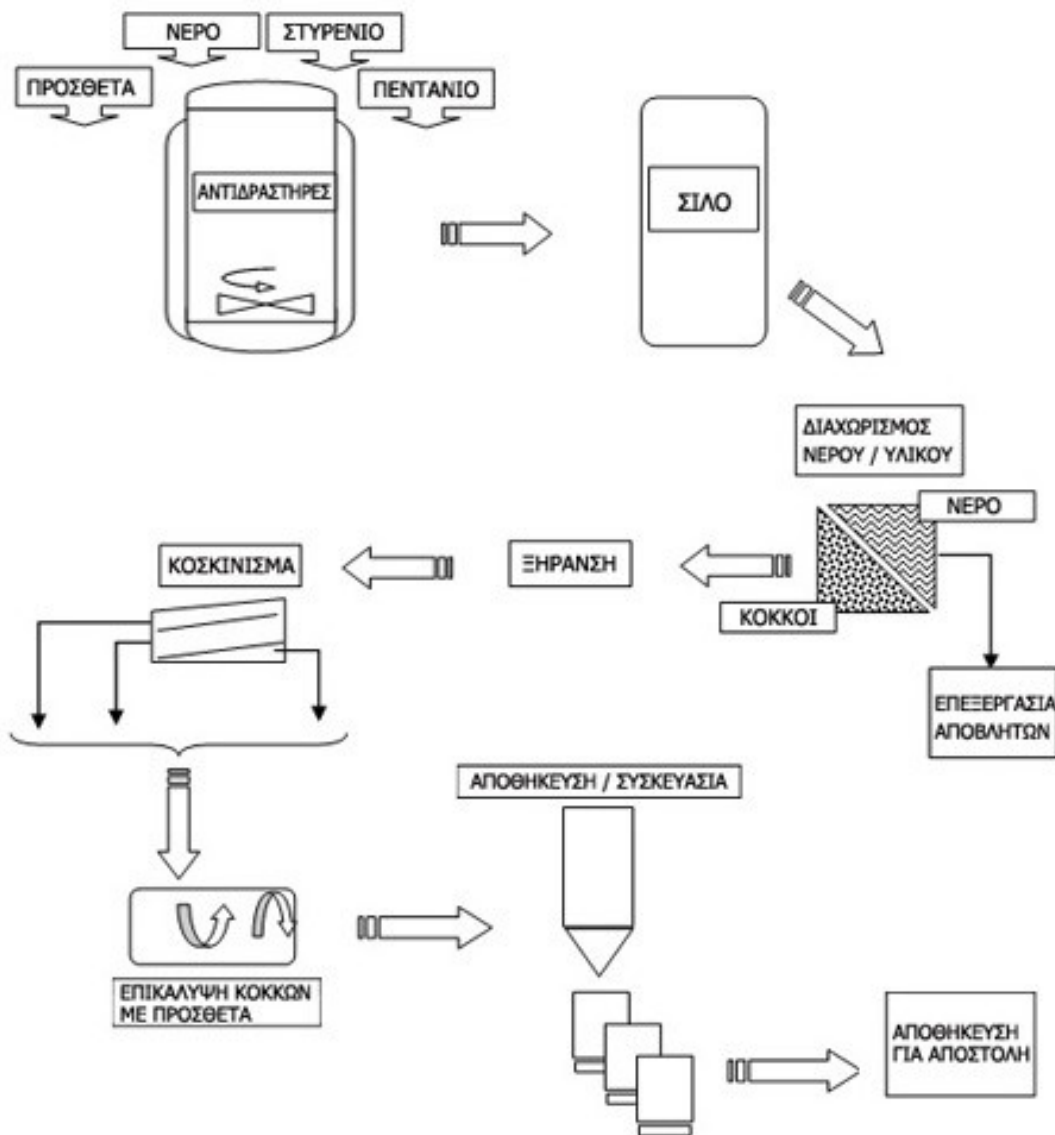 ΝΕΡΟ
ΣΤΥΡΕΝΙΟ
ΠΡΟΣΘΕΤΑ
ΠΕΝΤΑΝΙΟ
ΑΝΤΙΔΡΑΣΤΗΡΕΣ
ΣΙΛΟ
ΔΙΑΧΩΡΙΣΜΟΣ
ΝΕΡΟΥ / ΥΛΙΚΟΥ
ΝΕΡΟ
ΚΟΣΚΙΝΙΣΜΑ
ΞΗΡΑΝΣΗ
ΚΟΚΚΟΙ
ΕΠΕΞΕΡΓΑΣΙΑ
ΑΠΟΒΛΗΤΩΝ
ΑΠΟΘΗΚΕΥΣΗ / ΣΥΣΚΕΥΑΣΙΑ
ΕΠΙΚΑΛΥΨΗ ΚΟΚΚΩΝ
ΜΕ ΠΡΟΣΘΕΤΑ
ΑΠΟΘΗΚΕΥΣΗ
ΓΙΑ ΑΠΟΣΤΟΛΗ